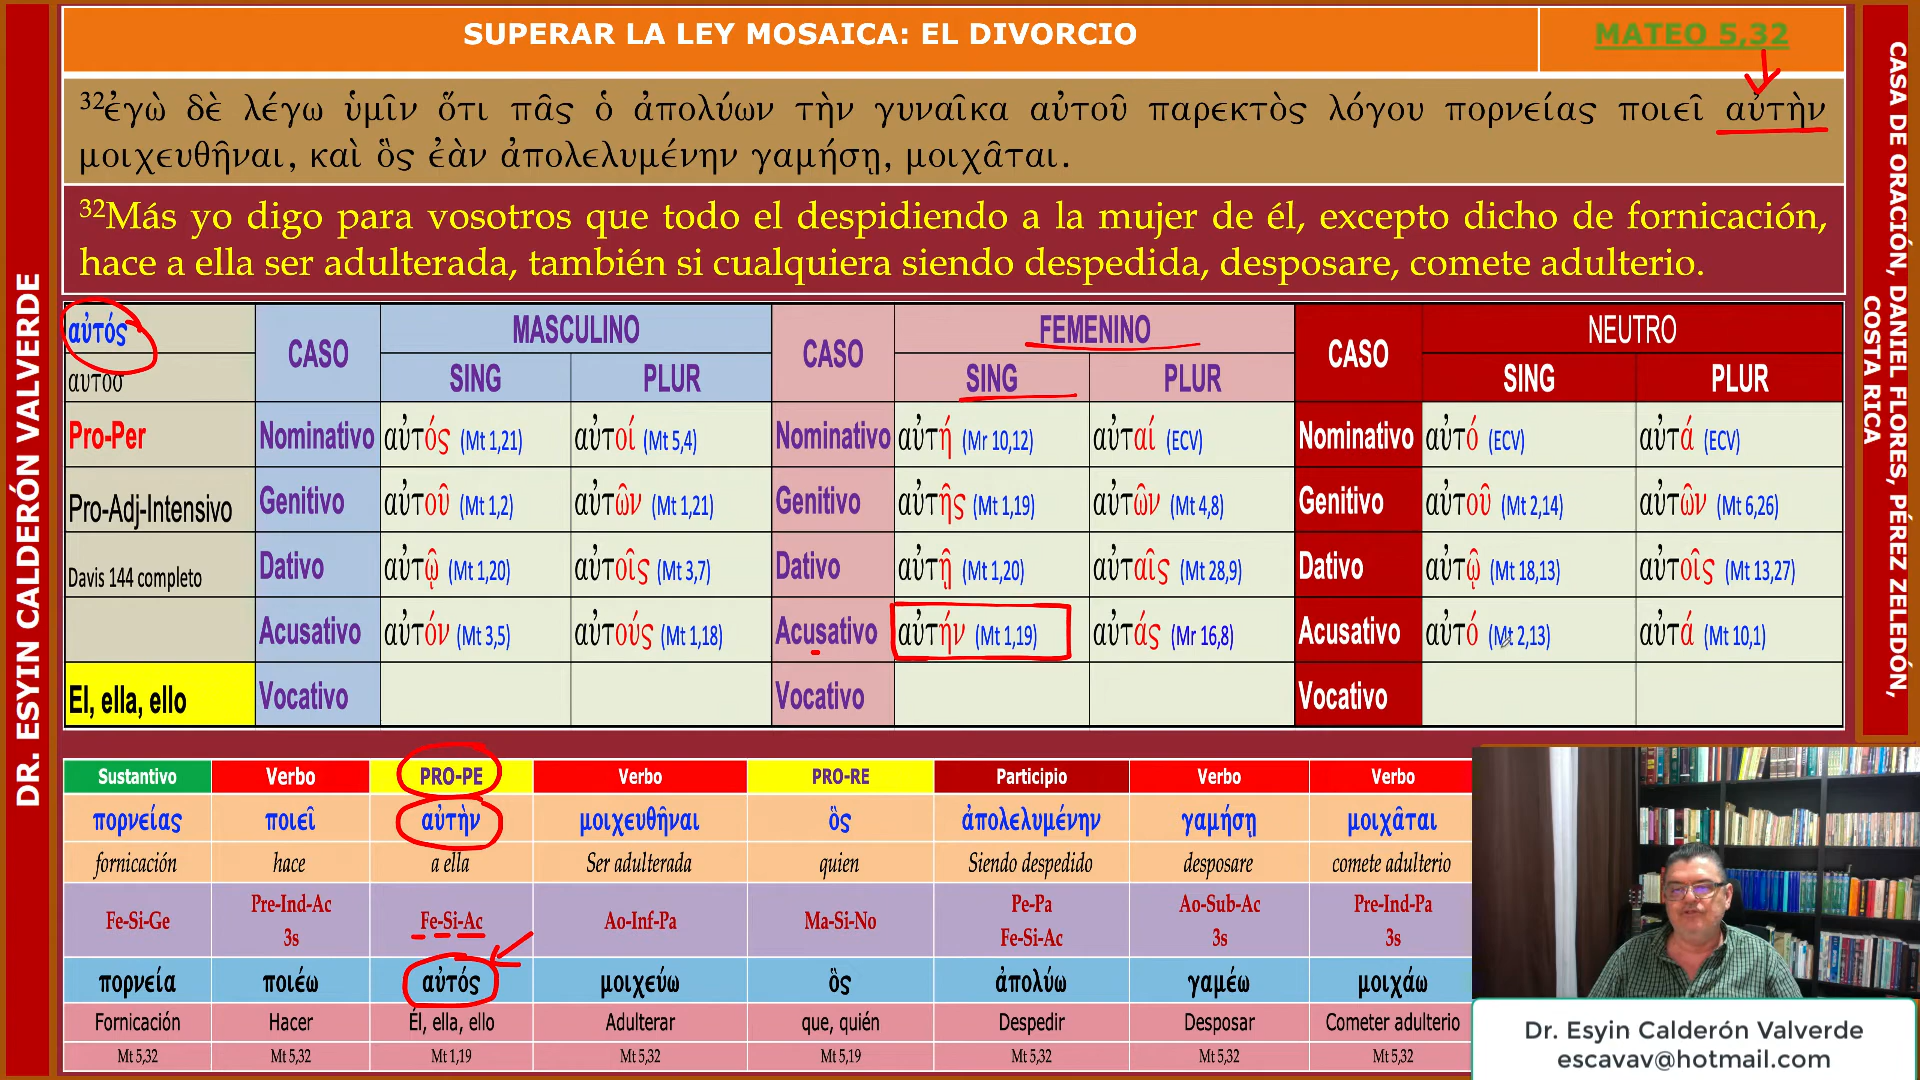 SUPERAR LA LEY MOSAICA: EL DIVORCIO
MATEO 5,32
32ἐγὼ δὲ λέγω ὑμῖν ὅτι πᾶς ὁ ἀπολύων τὴν γυναῖκα αὐτοῦ παρεκτὸς λόγου πορνείας ποιεῖ αὐτὴν
μοιχευθῆναι, καὶ ὃς ἐὰν ἀπολελυμένην γαμήσῃ, μοιχᾶται.
32Más yo digo para vosotros que todo el despidiendo a la mujer de él, excepto dicho de fornicación,
hace a ella ser adulterada, también si cualquiera siendo despedida, desposare, comete adulterio.
αὐτός CASO MASCULINO CASO FEMENINO CASO NEUTRO
αυτοσ SING PLUR SING PLUR SING PLUR
Pro-Per Nominativo αὐτός (Mt 1,21) αὐτοί (Mt 5,4) Nominativo αὐτή (Mr 10,12) αὐταί (ECV) Nominativo αὐτό (ECV) αὐτά (ECV)
Pro-Adj-Intensivo Genitivo αὐτοῦ (Mt 1,2) αὐτῶν (Mt 1,21) Genitivo αὐτῆς (Mt 1,19) αὐτῶν (Mt 4,8) Genitivo αὐτοῦ (Mt 2,14) αὐτῶν (Mt 6,26)
Davis 144 completo Dativo αὐτῷ (Mt 1,20) αὐτοῖς (Mt 3,7) Dativo αὐτῇ (Mt 1,20) αὐταῖς (Mt 28,9) Dativo αὐτῷ (Mt 18,13) αὐτοῖς (Mt 13,27)
Acusativo αὐτόν (Mt 3,5) αὐτούς (Mt 1,18) Acusativo αὐτήν (Mt 1,19) αὐτάς (Mr 16,8) Acusativo αὐτό (Mt 2,13) αὐτά (Mt 10,1)
El, ella, ello Vocativo Vocativo Vocativo
Sustantivo Verbo PRO-PE Verbo PRO-RE Participio Verbo Verbo
πορνείας ποιεῖ αὐτὴν μοιχευθῆναι ὃς ἀπολελυμένην γαμήσῃ μοιχᾶται
fornicación hace a ella Ser adulterada quien Siendo despedido desposare comete adulterio
Fe-Si-Ge Pre-Ind-Ac 3s Fe-Si-Ac Ao-Inf-Pa Ma-Si-No Pe-Pa Fe-Si-Ac Ao-Sub-Ac 3s Pre-Ind-Pa 3s
πορνεία ποιέω αὐτός μοιχεύω ὃς ἀπολύω γαμέω μοιχάω
Fornicación Hacer Él, ella, ello Adulterar que, quién Despedir Desposar Cometer adulterio
Mt 5,32 Mt 5,32 Mt 1,19 Mt 5,32 Mt 5,19 Mt 5,32 Mt 5,32 Mt 5,32
DR. ESYIN CALDERÓN VALVERDE
CASA DE ORACIÓN, DANIEL FLORES, PÉREZ ZELEDÓN,
COSTA RICA
Dr. Esyin Calderón Valverde
escavav@hotmail.com